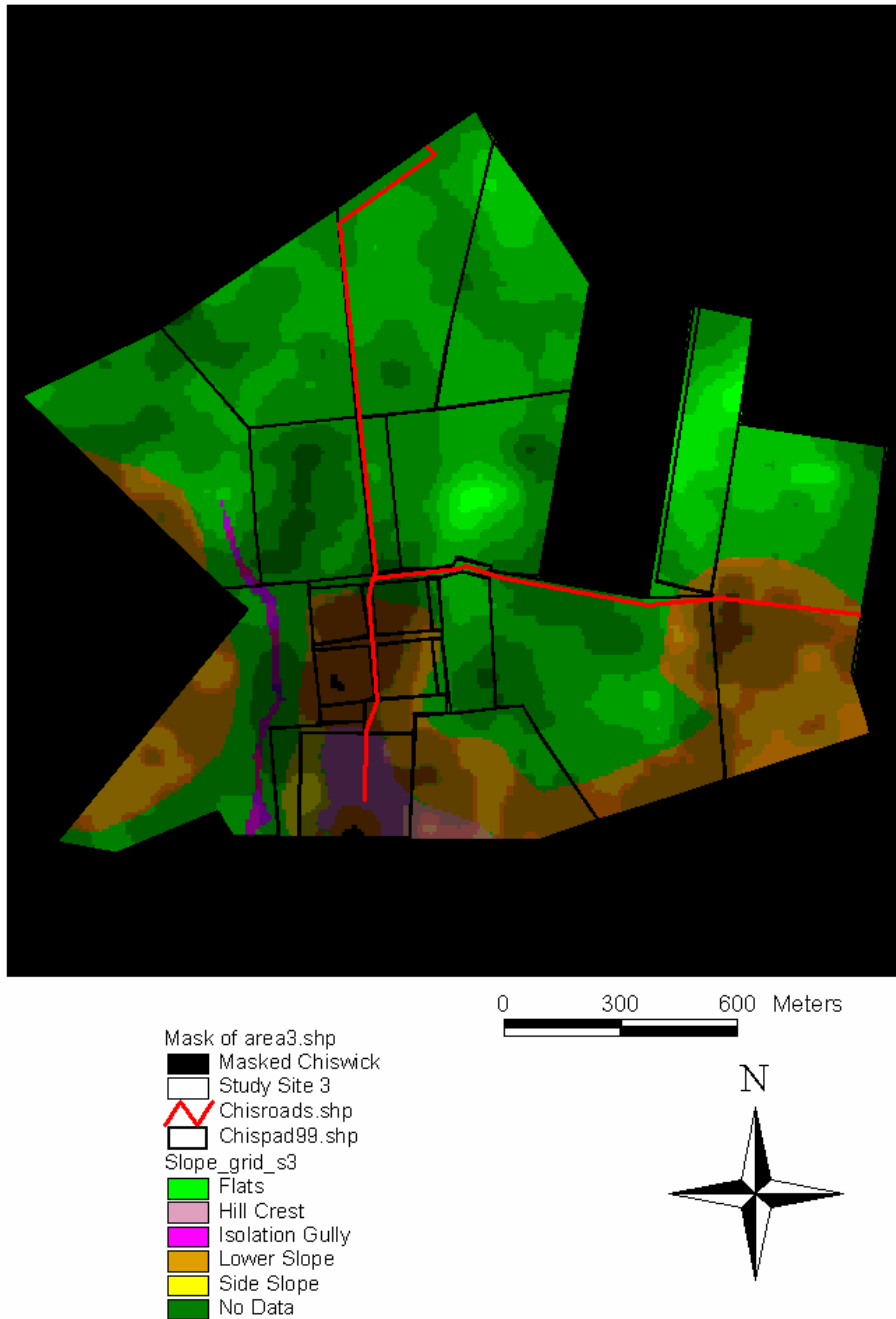 0 300 600 Meters
Mask of area3.shp
Masked Chiswick
Study Site 3
Chisroads.shp
Chispad99.shp
Slope_grid_s3
Flats
Hill Crest
Isolation Gully
Lower Slope
Side Slope
No Data
N